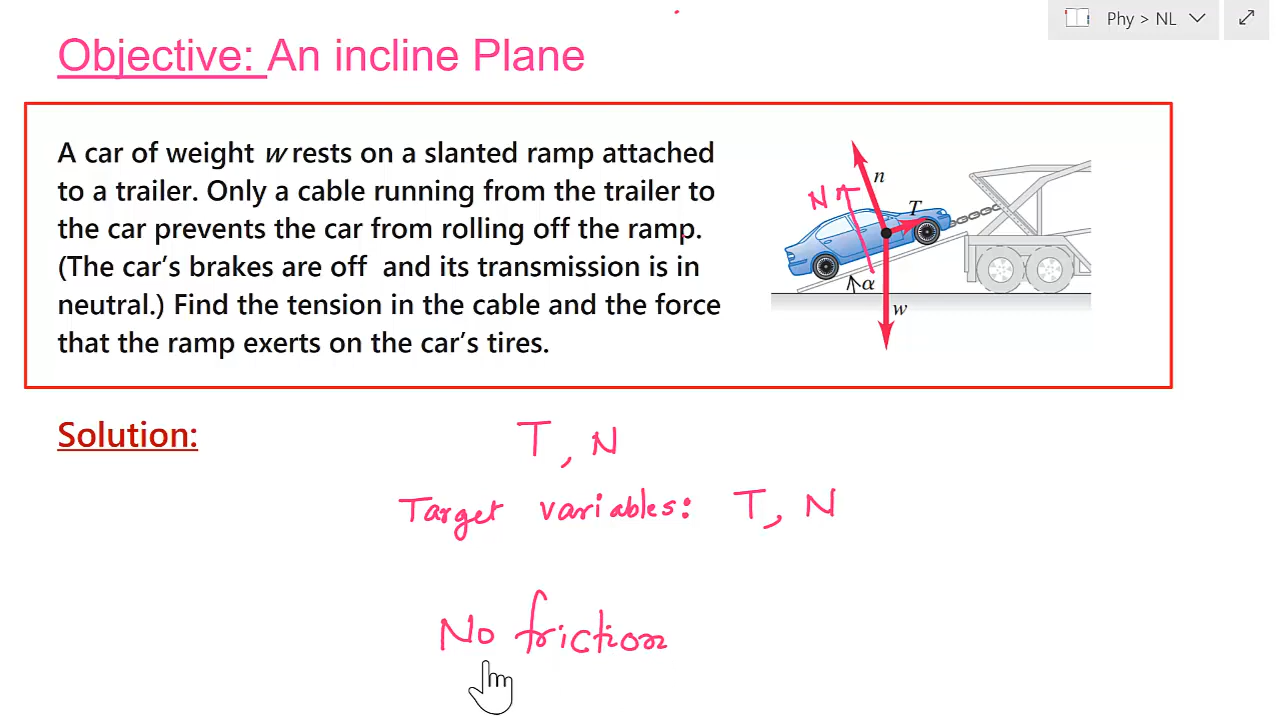 Phy > NL
Objective: An incline Plane
A car of weight w rests on a slanted ramp attached
to a trailer. Only a cable running from the trailer to
the car prevents the car from rolling off the ramp.
(The car's brakes are off and its transmission is in
neutral.) Find the tension in the cable and the force
that the ramp exerts on the car's tires.
n
N
T
α
w
Solution:
T, N
Target variables: T, N
No friction